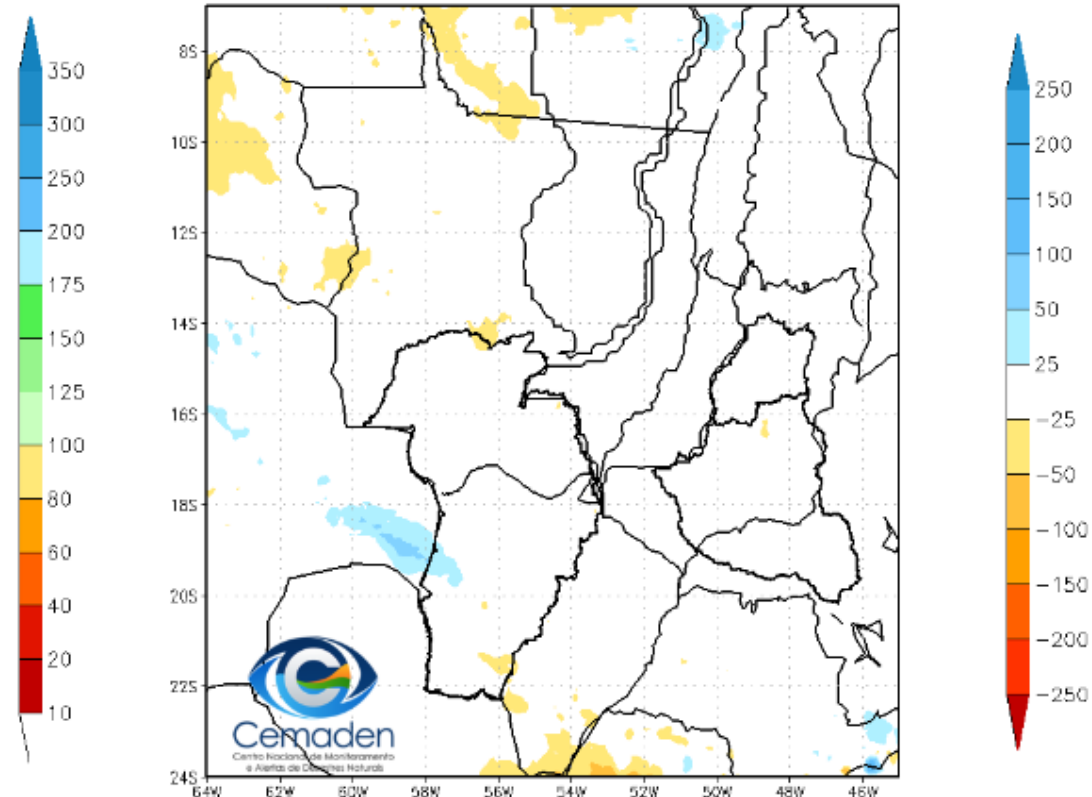 350
300
250
200
175
150
125
100
80
60
40
20
10
8S
10S
12S
14S
16S
18S
20S
22S
24S
64W
62W
60W
58W
56W
54W
52W
50W
48W
46W
Cemaden
Centro Nacional de Monitoramento
e Alertas de Desastres Naturais
250
200
150
100
50
25
-25
-50
-100
-150
-200
-250